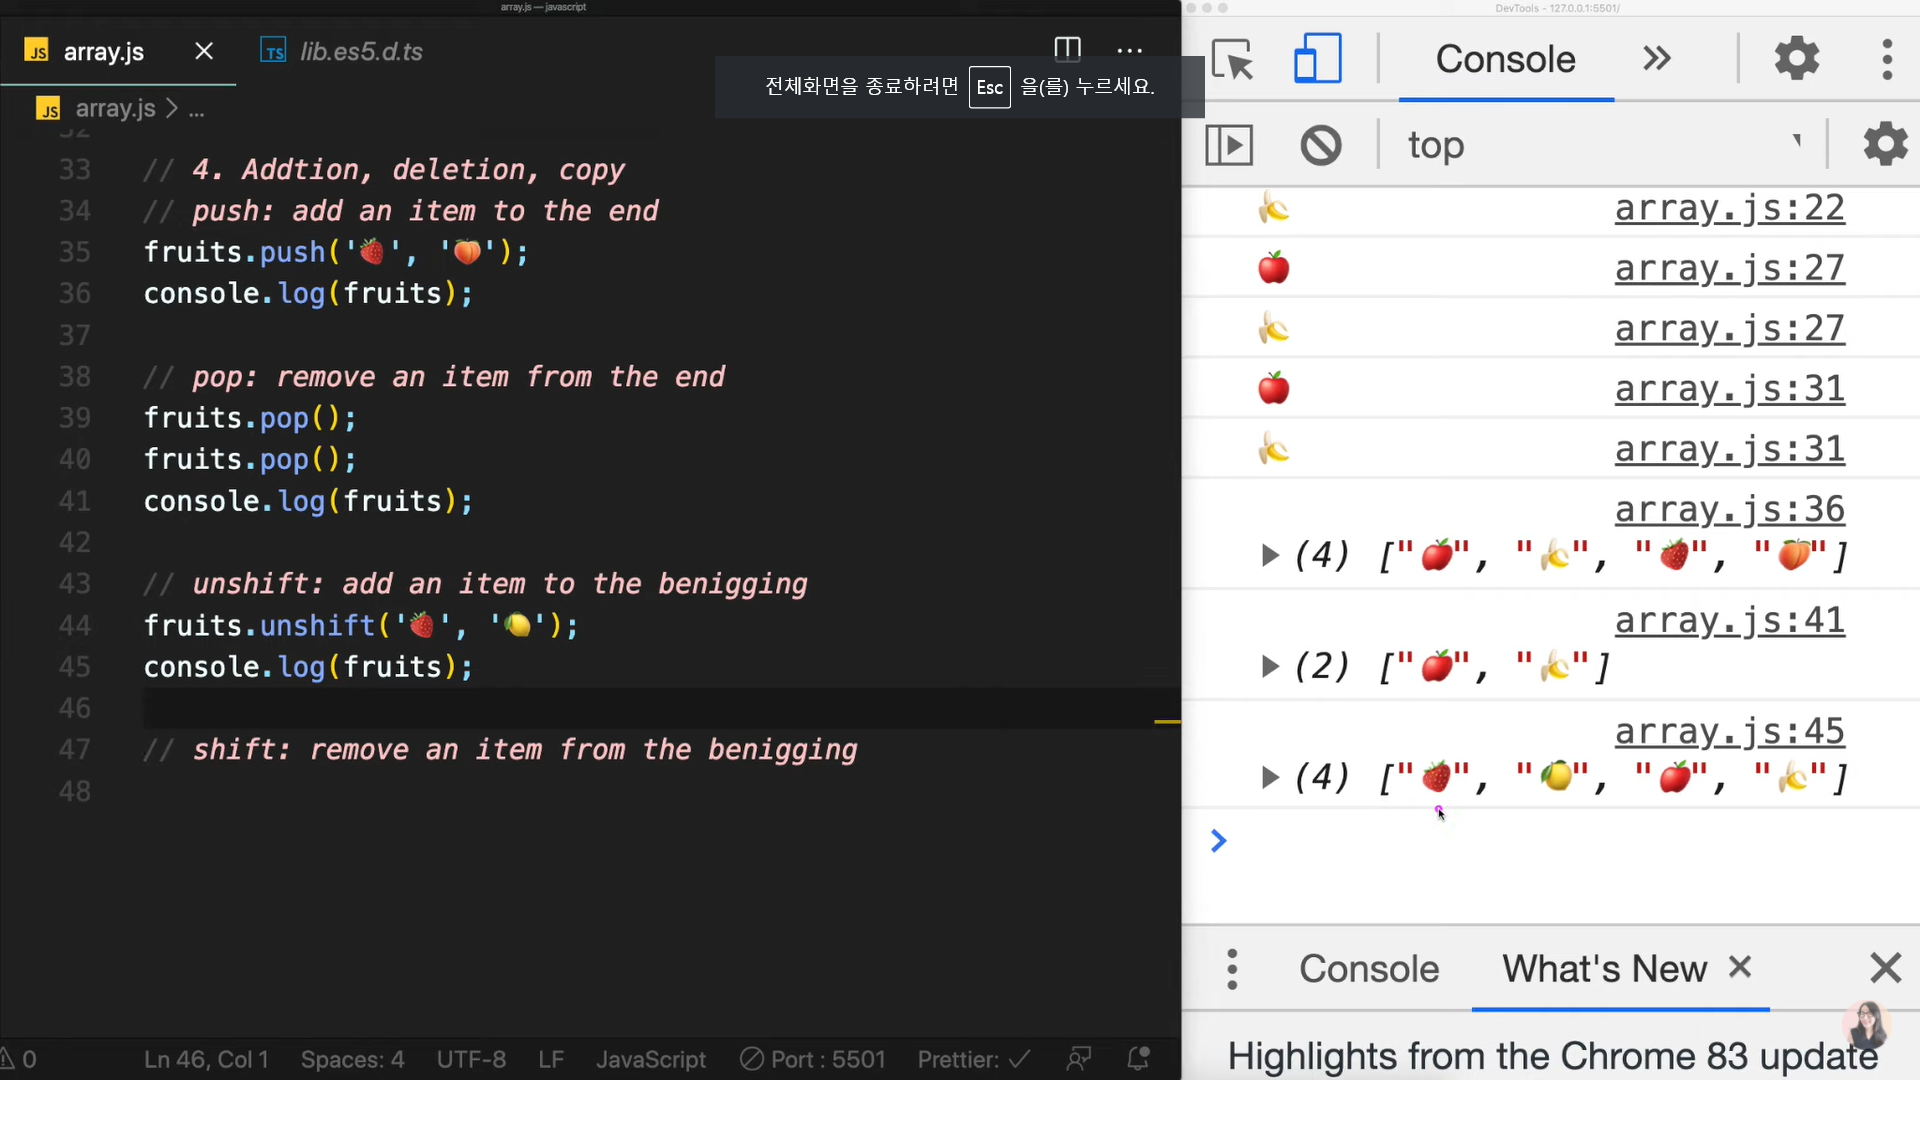 array.js — javascript
DevTools - 127.0.0.1:5501/
JS array.js
TS lib.es5.d.ts
전체화면을 종료하려면 Esc 을(를) 누르세요.
JS array.js > ...
32
33 // 4. Addtion, deletion, copy
34 // push: add an item to the end
35 fruits.push('🍓', '🍑');
36 console.log(fruits);
37
38 // pop: remove an item from the end
39 fruits.pop();
40 fruits.pop();
41 console.log(fruits);
42
43 // unshift: add an item to the benigging
44 fruits.unshift('🍓', '🍋');
45 console.log(fruits);
46
47 // shift: remove an item from the benigging
48
0 Ln 46, Col 1 Spaces: 4 UTF-8 LF JavaScript Port : 5501 Prettier: ✓
Console
top
🍌 array.js:22
🍎 array.js:27
🍌 array.js:27
🍎 array.js:31
🍌 array.js:31
array.js:36
(4) ["🍎", "🍌", "🍓", "🍑"]
array.js:41
(2) ["🍎", "🍌"]
array.js:45
(4) ["🍓", "🍋", "🍎", "🍌"]
Console What's New
Highlights from the Chrome 83 update